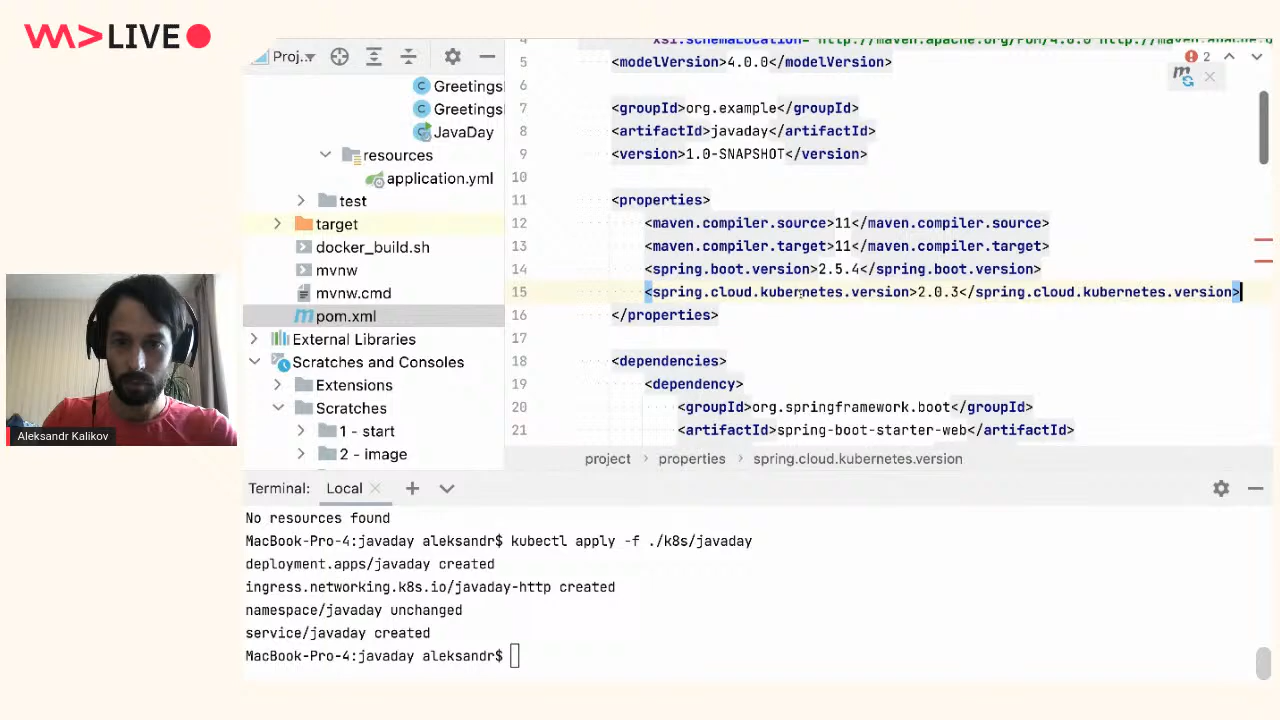 LIVE
Proj..
Greetings
Greetings
JavaDay
resources
application.yml
test
target
docker_build.sh
mvnw
mvnw.cmd
pom.xml
External Libraries
Scratches and Consoles
Extensions
Scratches
1 - start
2 - image
2
5 <modelVersion>4.0.0</modelVersion>
6
7 <groupId>org.example</groupId>
8 <artifactId>javaday</artifactId>
9 <version>1.0-SNAPSHOT</version>
10
11 <properties>
12 <maven.compiler.source>11</maven.compiler.source>
13 <maven.compiler.target>11</maven.compiler.target>
14 <spring.boot.version>2.5.4</spring.boot.version>
15 <spring.cloud.kubernetes.version>2.0.3</spring.cloud.kubernetes.version>
16 </properties>
17
18 <dependencies>
19 <dependency>
20 <groupId>org.springframework.boot</groupId>
21 <artifactId>spring-boot-starter-web</artifactId>
project > properties > spring.cloud.kubernetes.version
Aleksandr Kalikov
Terminal: Local
No resources found
MacBook-Pro-4:javaday aleksandr$ kubectl apply -f ./k8s/javaday
deployment.apps/javaday created
ingress.networking.k8s.io/javaday-http created
namespace/javaday unchanged
service/javaday created
MacBook-Pro-4:javaday aleksandr$